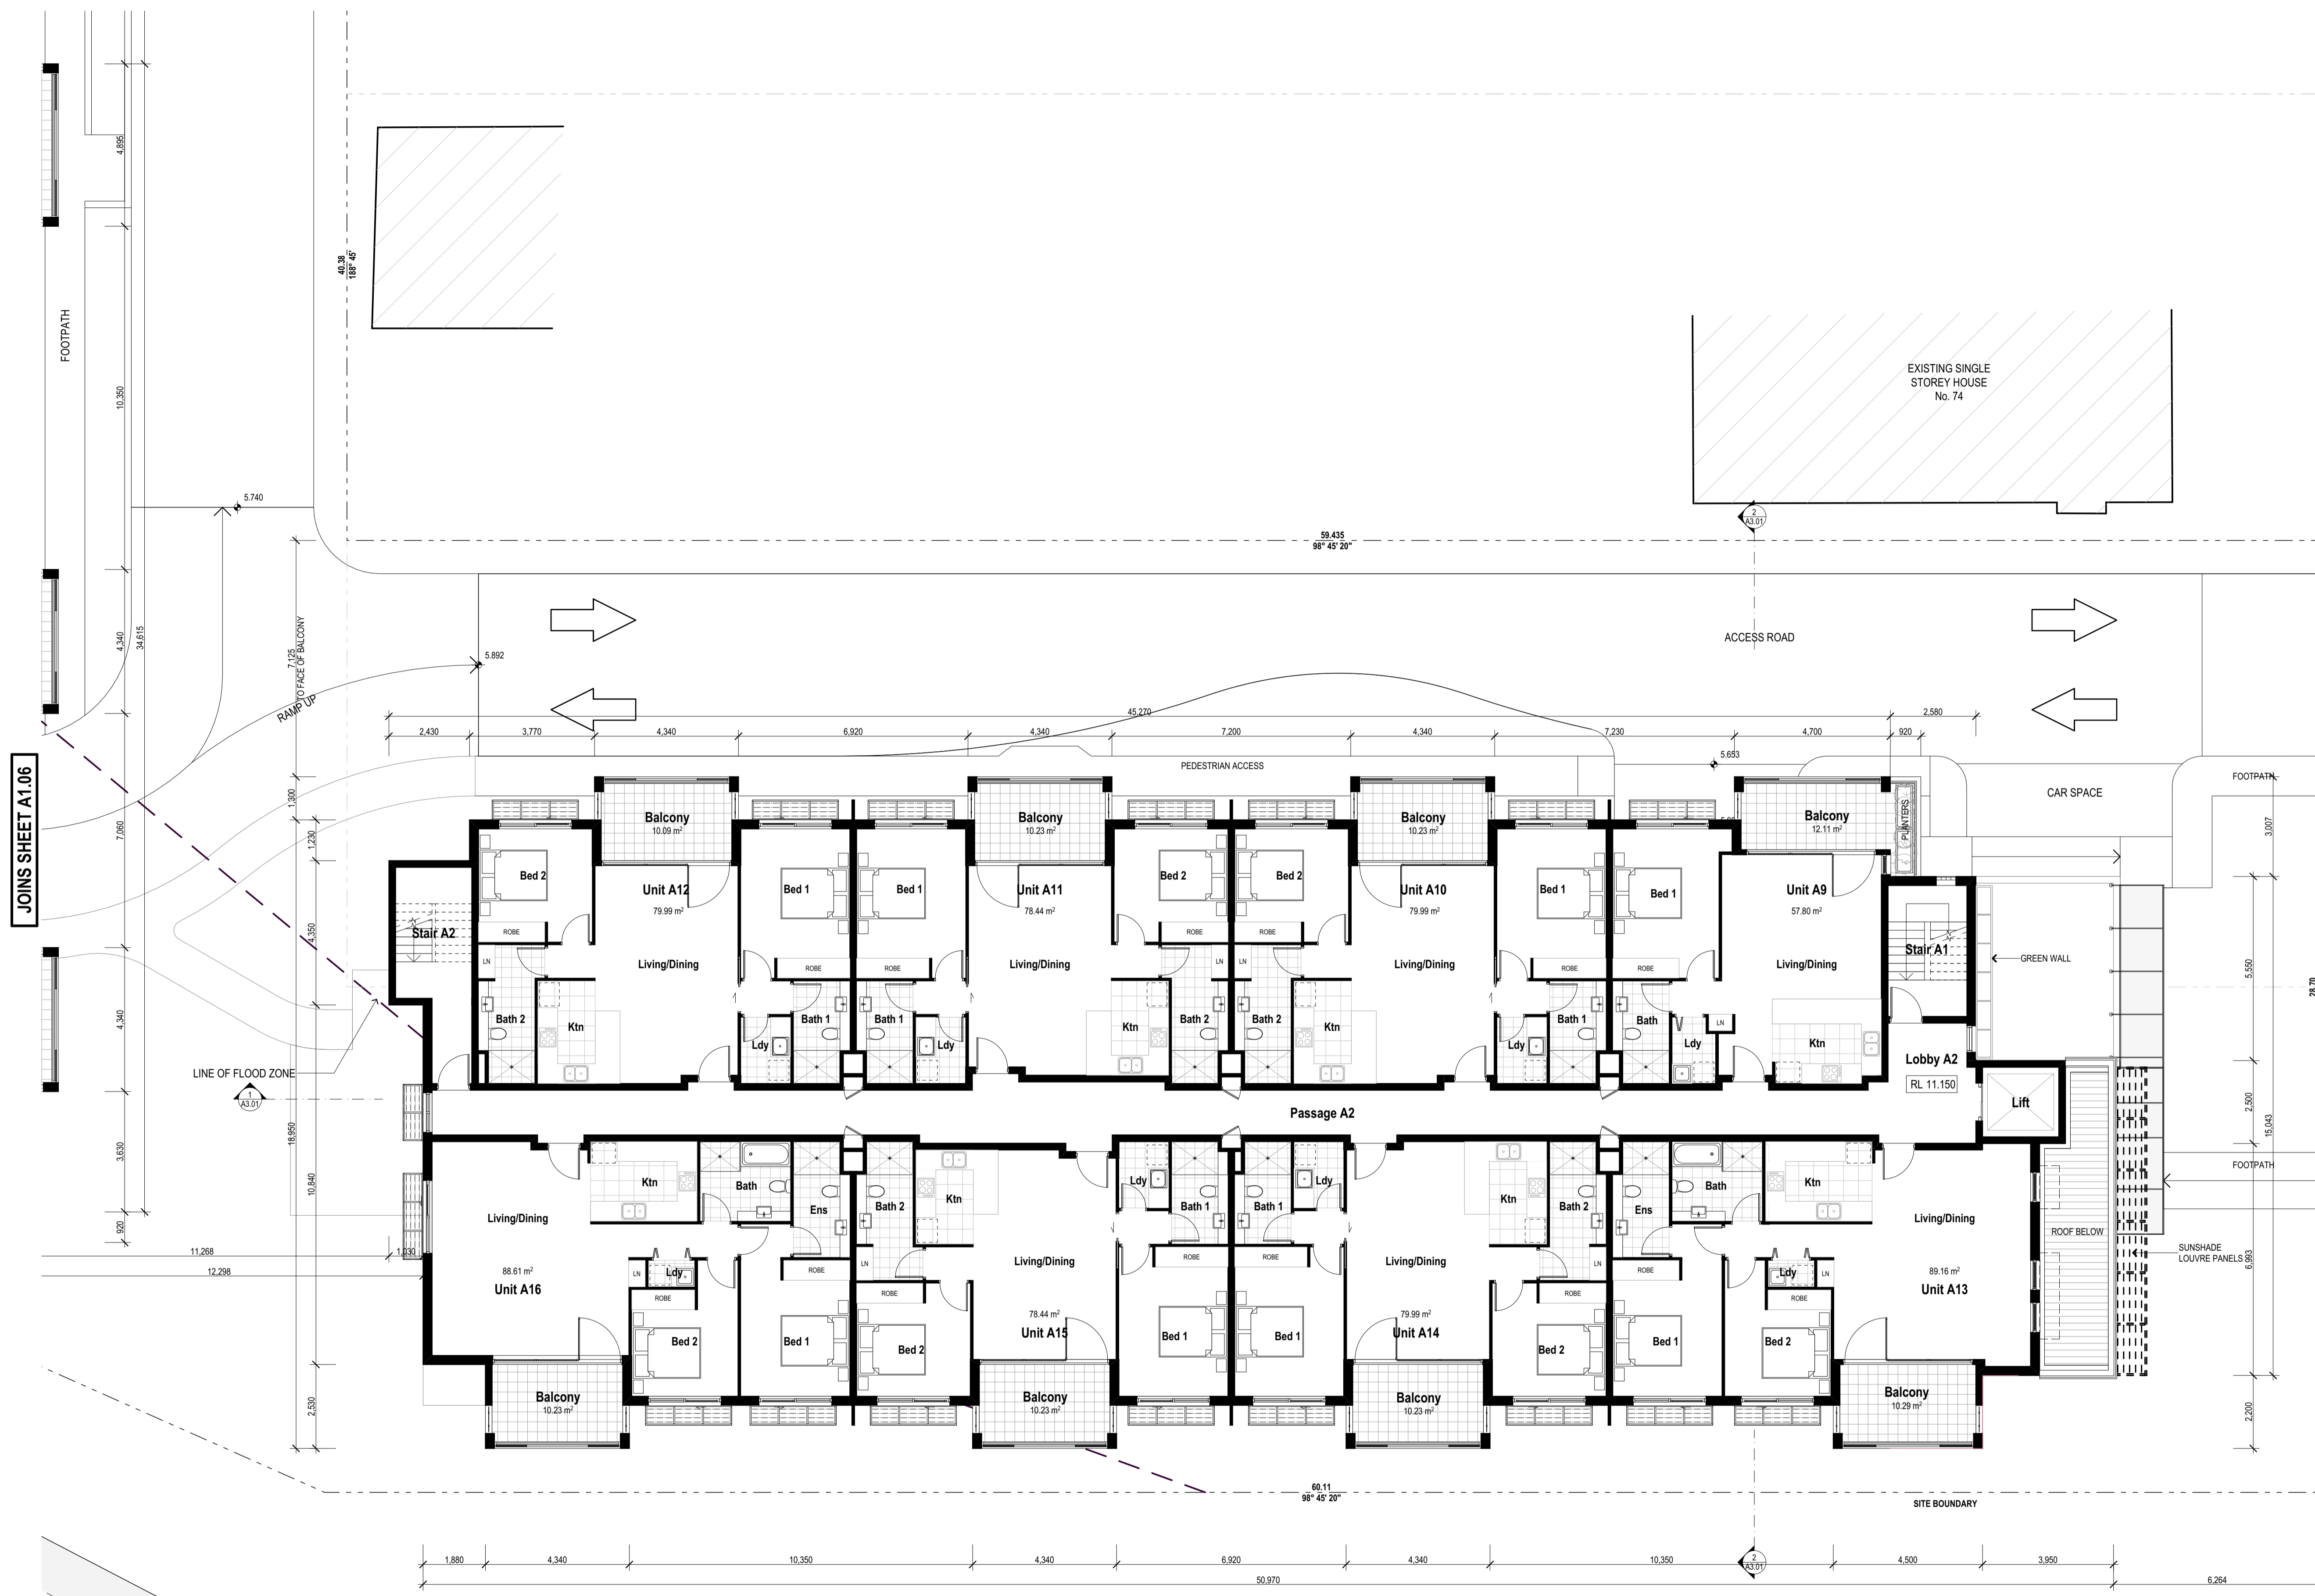 JOINS SHEET A1.06
FOOTPATH
4,895
10,350
4,340
34,615
7,060
4,340
3,630
920
40.38
188° 45'
5.740
EXISTING SINGLE
STOREY HOUSE
No. 74
2
A3.01
59.435
98° 45' 20"
ACCESS ROAD
5.892
7,125
TO FACE OF BALCONY
RAMP UP
45,270
2,580
2,430
3,770
4,340
6,920
4,340
7,200
4,340
7,230
4,700
920
5.653
PEDESTRIAN ACCESS
FOOTPATH
CAR SPACE
PLANTERS
1,300
1,230
4,350
18,950
10,840
2,530
Balcony
10.09 m²
Balcony
10.23 m²
Balcony
10.23 m²
Balcony
12.11 m²
3,007
Bed 2
Unit A12
79.99 m²
Bed 1
Bed 1
Unit A11
78.44 m²
Bed 2
Bed 2
Unit A10
79.99 m²
Bed 1
Bed 1
Unit A9
57.80 m²
Stair A2
ROBE
ROBE
ROBE
ROBE
ROBE
ROBE
ROBE
Stair A1
GREEN WALL
LN
Living/Dining
Living/Dining
LN
LN
Living/Dining
Living/Dining
5,550
28.70
Bath 2
Ktn
Ldy
Bath 1
Bath 1
Ldy
Ktn
Bath 2
Bath 2
Ktn
Ldy
Bath 1
Bath
Ldy
LN
Ktn
Lobby A2
RL 11.150
Lift
LINE OF FLOOD ZONE
1
A3.01
Passage A2
2,500
15,043
Ktn
Bath
Ens
Bath 2
Ktn
Ldy
Bath 1
Bath 1
Ldy
Ktn
Bath 2
Ens
Bath
Ktn
FOOTPATH
Living/Dining
Living/Dining
Living/Dining
Living/Dining
ROOF BELOW
SUNSHADE
LOUVRE PANELS
6,993
11,268
1,030
12,298
88.61 m²
Unit A16
LN
Ldy
ROBE
ROBE
LN
ROBE
ROBE
ROBE
LN
ROBE
ROBE
Ldy
LN
ROBE
89.16 m²
Unit A13
Bed 2
Bed 1
Bed 2
78.44 m²
Unit A15
Bed 1
Bed 1
79.99 m²
Unit A14
Bed 2
Bed 1
Bed 2
Balcony
10.23 m²
Balcony
10.23 m²
Balcony
10.23 m²
Balcony
10.29 m²
2,200
60.11
98° 45' 20"
SITE BOUNDARY
1,880
4,340
10,350
4,340
6,920
4,340
10,350
2
A3.01
4,500
3,950
50,970
6,264